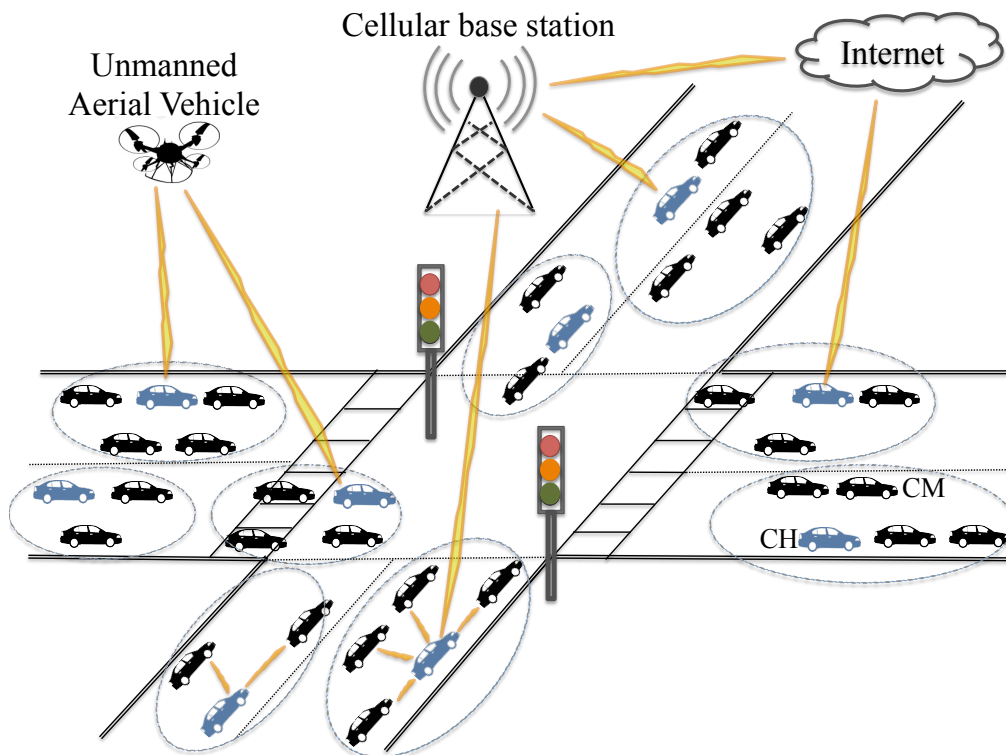 Cellular base station
Internet
Unmanned
Aerial Vehicle
CM
CH